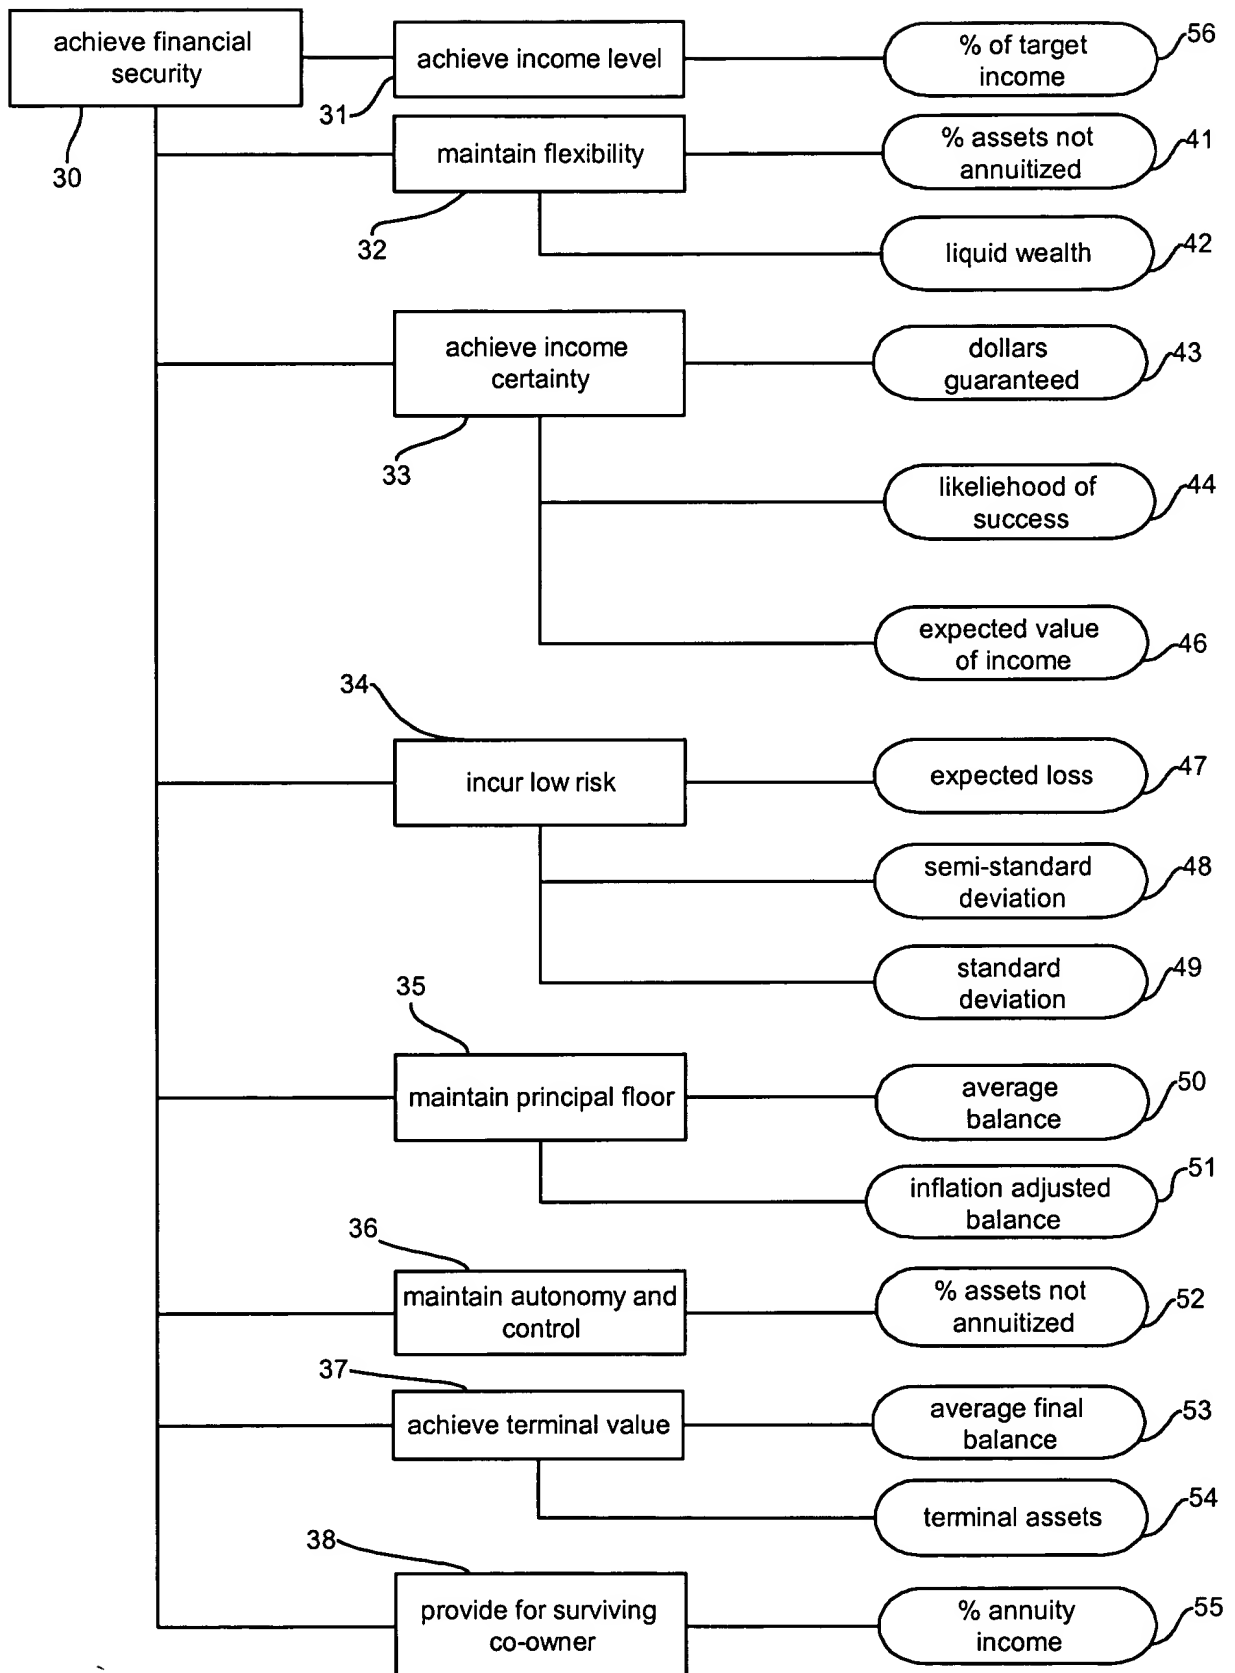 achieve financial
security
30
achieve income level
31
% of target
income
56
maintain flexibility
32
% assets not
annuitized
41
liquid wealth
42
achieve income
certainty
33
dollars
guaranteed
43
likeliehood of
success
44
expected value
of income
46
34
incur low risk
expected loss
47
semi-standard
deviation
48
standard
deviation
49
35
maintain principal floor
average
balance
50
inflation adjusted
balance
51
36
maintain autonomy and
control
% assets not
annuitized
52
37
achieve terminal value
average final
balance
53
terminal assets
54
38
provide for surviving
co-owner
% annuity
income
55